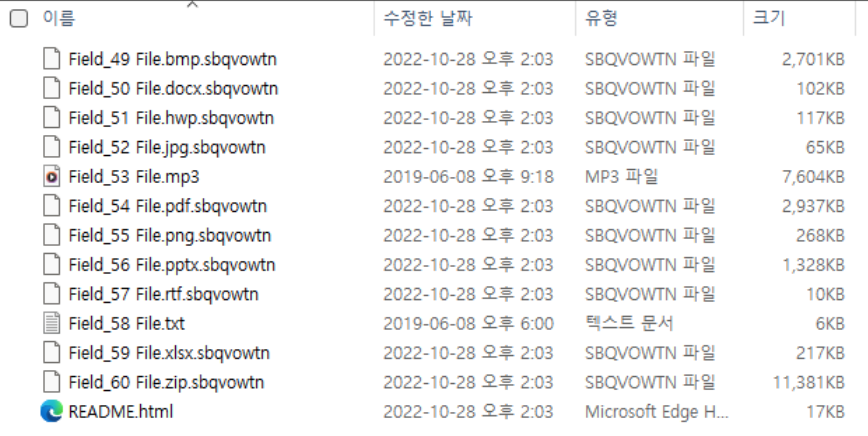 이름 수정한 날짜 유형 크기
Field_49 File.bmp.sbqvowtn 2022-10-28 오후 2:03 SBQVOWTN 파일 2,701KB
Field_50 File.docx.sbqvowtn 2022-10-28 오후 2:03 SBQVOWTN 파일 102KB
Field_51 File.hwp.sbqvowtn 2022-10-28 오후 2:03 SBQVOWTN 파일 117KB
Field_52 File.jpg.sbqvowtn 2022-10-28 오후 2:03 SBQVOWTN 파일 65KB
Field_53 File.mp3 2019-06-08 오후 9:18 MP3 파일 7,604KB
Field_54 File.pdf.sbqvowtn 2022-10-28 오후 2:03 SBQVOWTN 파일 2,937KB
Field_55 File.png.sbqvowtn 2022-10-28 오후 2:03 SBQVOWTN 파일 268KB
Field_56 File.pptx.sbqvowtn 2022-10-28 오후 2:03 SBQVOWTN 파일 1,328KB
Field_57 File.rtf.sbqvowtn 2022-10-28 오후 2:03 SBQVOWTN 파일 10KB
Field_58 File.txt 2019-06-08 오후 6:00 텍스트 문서 6KB
Field_59 File.xlsx.sbqvowtn 2022-10-28 오후 2:03 SBQVOWTN 파일 217KB
Field_60 File.zip.sbqvowtn 2022-10-28 오후 2:03 SBQVOWTN 파일 11,381KB
README.html 2022-10-28 오후 2:03 Microsoft Edge H... 17KB